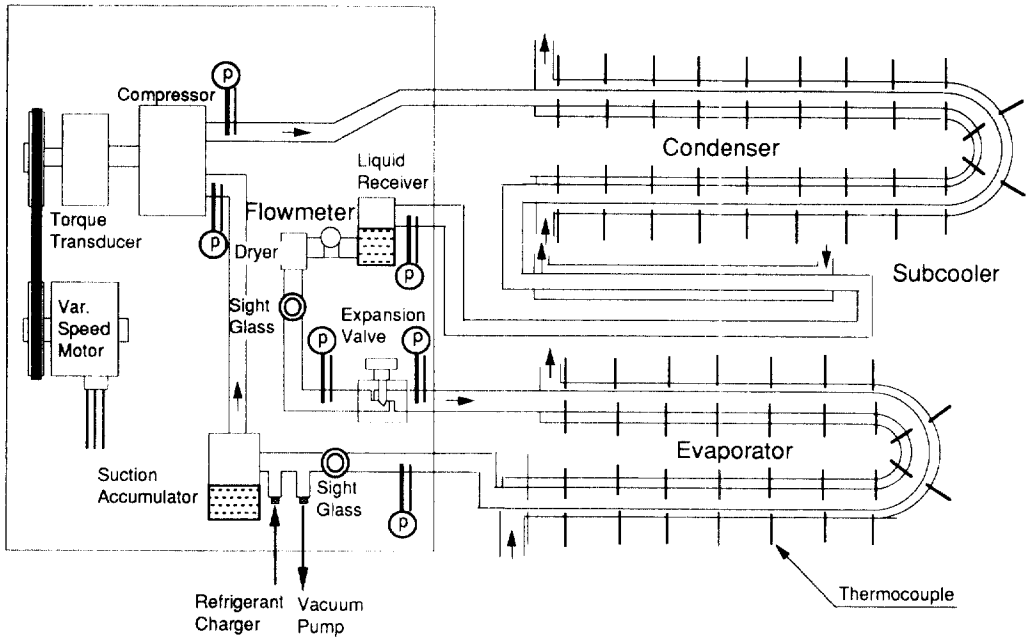 P
Compressor
Condenser
Liquid
Receiver
Flowmeter
Torque
Transducer
P
Dryer
P
Subcooler
Var.
Speed
Motor
Sight
Glass
Expansion
Valve
P
P
Evaporator
Suction
Accumulator
Sight
Glass
P
Thermocouple
Refrigerant
Charger
Vacuum
Pump